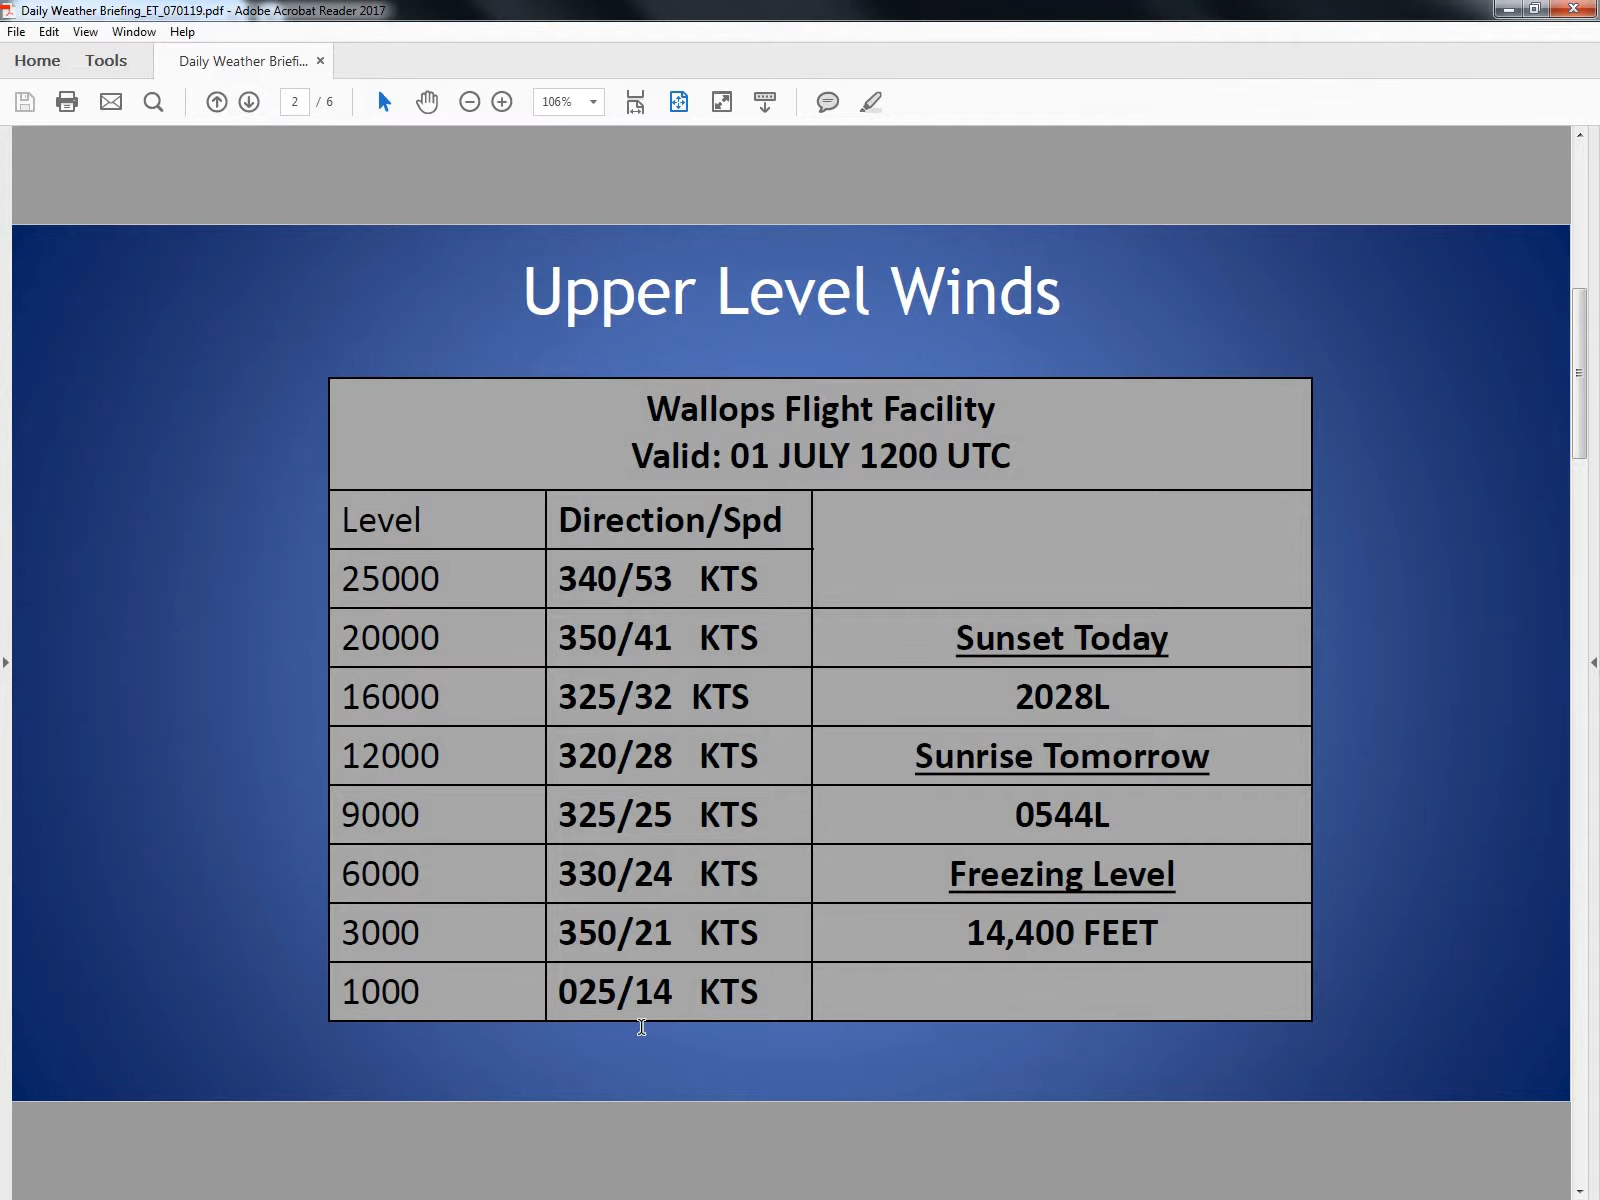 Daily Weather Briefing_ET_070119.pdf - Adobe Acrobat Reader 2017
File Edit View Window Help
Home Tools Daily Weather Briefi... ×
2 / 6 106%
Upper Level Winds
Wallops Flight Facility
Valid: 01 JULY 1200 UTC
Level Direction/Spd
25000 340/53 KTS
20000 350/41 KTS Sunset Today
16000 325/32 KTS 2028L
12000 320/28 KTS Sunrise Tomorrow
9000 325/25 KTS 0544L
6000 330/24 KTS Freezing Level
3000 350/21 KTS 14,400 FEET
1000 025/14 KTS